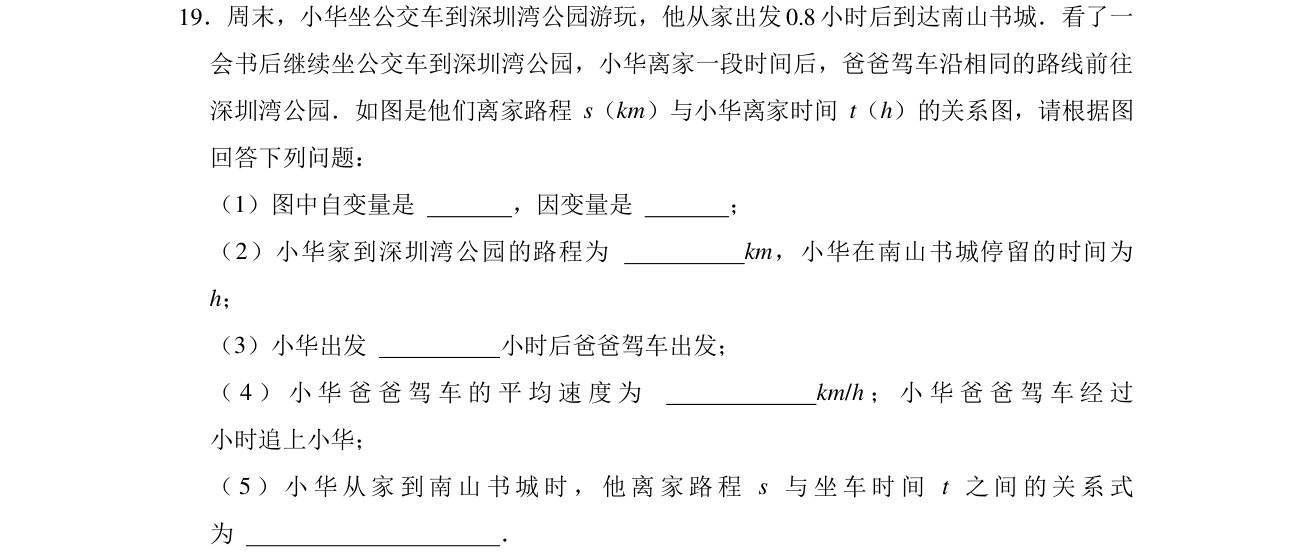 19．周末，小华坐公交车到深圳湾公园游玩，他从家出发 0.8 小时后到达南山书城．看了一
会书后继续坐公交车到深圳湾公园，小华离家一段时间后，爸爸驾车沿相同的路线前往
深圳湾公园．如图是他们离家路程 s（km）与小华离家时间 t（h）的关系图，请根据图
回答下列问题：
（1）图中自变量是 _______，因变量是 _______；
（2）小华家到深圳湾公园的路程为 __________km，小华在南山书城停留的时间为
h；
（3）小华出发 __________小时后爸爸驾车出发；
（4）小华爸爸驾车的平均速度为 ____________km/h；小华爸爸驾车经过
小时追上小华；
（5）小华从家到南山书城时，他离家路程 s 与坐车时间 t 之间的关系式
为 _____________________．